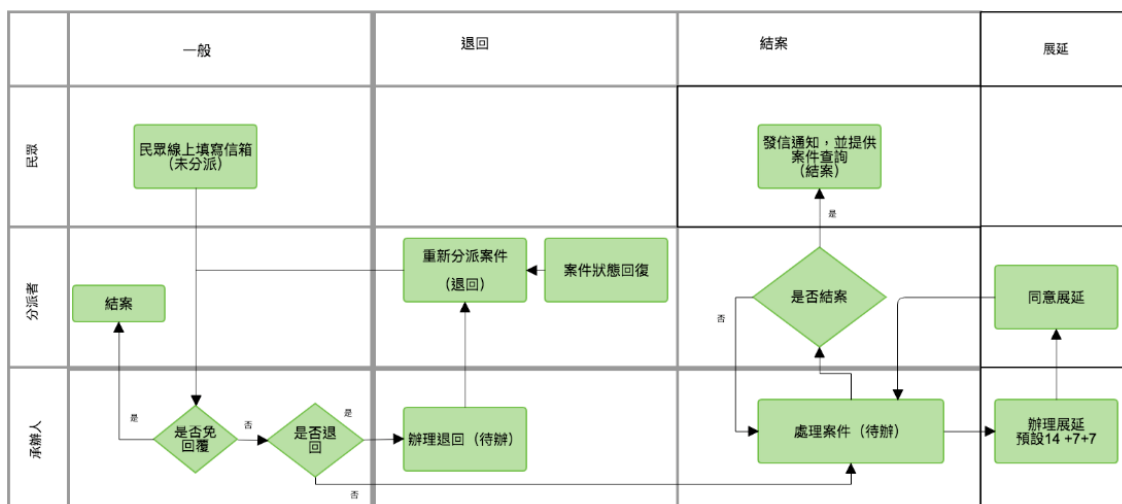 一般
退回
結案
展延
民眾
民眾線上填寫信箱
（未分派）
發信通知，並提供
案件查詢
（結案）
是
分派者
重新分派案件
（退回）
案件狀態回復
結案
是否結案
否
同意展延
承辦人
是
是否免
回覆
否
是否退
回
是
辦理退回（待辦）
處理案件（待辦）
辦理展延
預設14 +7+7
否